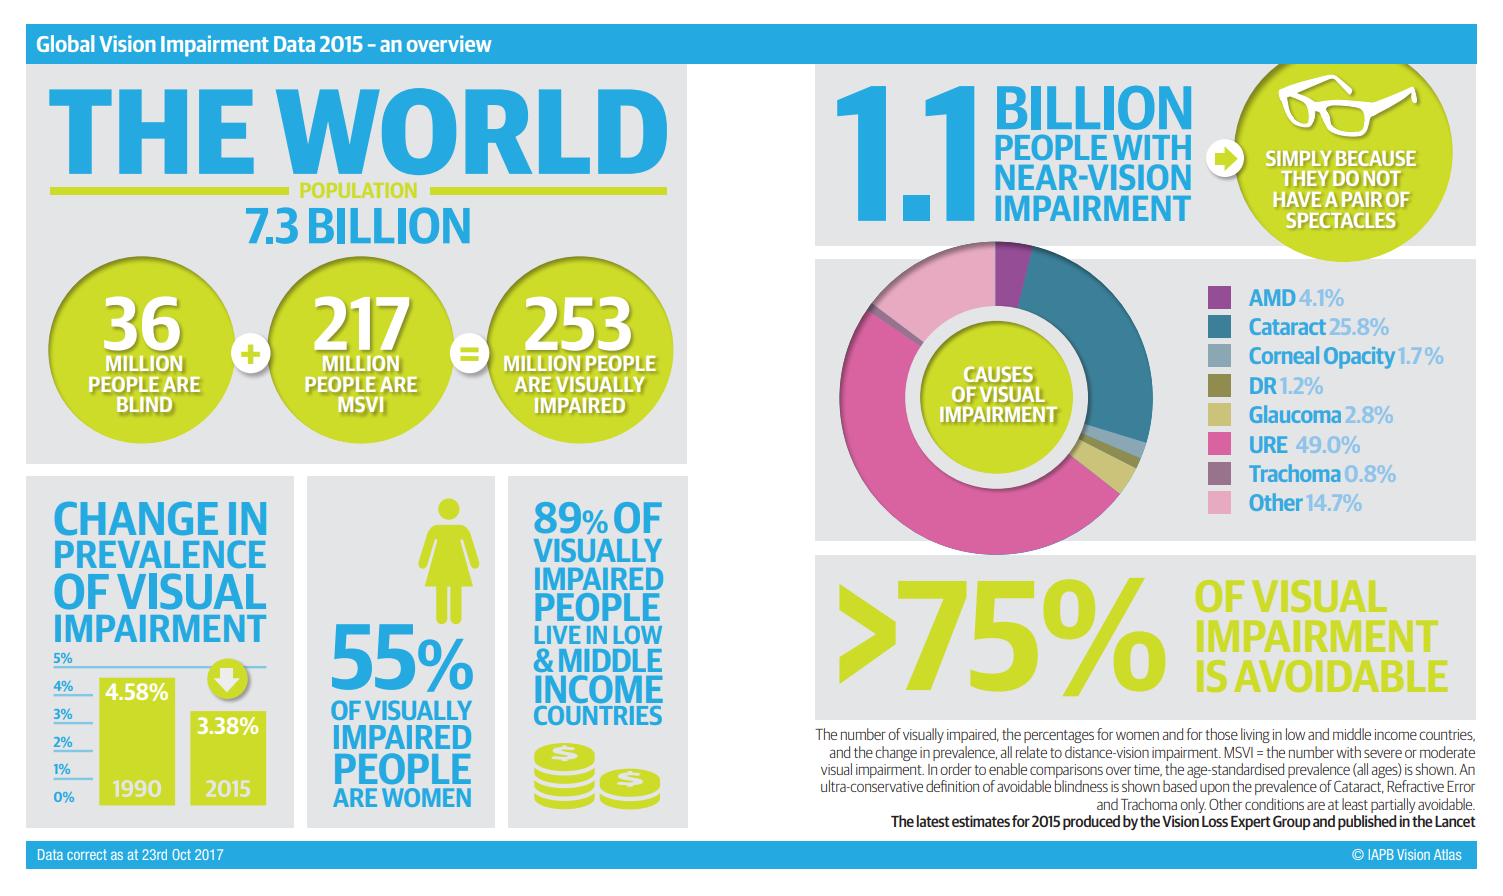 Global Vision Impairment Data 2015 – an overview
THE WORLD
POPULATION
7.3 BILLION
36
MILLION
PEOPLE ARE
BLIND
+
217
MILLION
PEOPLE ARE
MSVI
=
253
MILLION PEOPLE
ARE VISUALLY
IMPAIRED
CHANGE IN
PREVALENCE
OF VISUAL
IMPAIRMENT
5%
4%
3%
2%
1%
0%
4.58%
1990
3.38%
2015
55%
OF VISUALLY
IMPAIRED
PEOPLE
ARE WOMEN
89% OF
VISUALLY
IMPAIRED
PEOPLE
LIVE IN LOW
& MIDDLE
INCOME
COUNTRIES
$
$
1.1
BILLION
PEOPLE WITH
NEAR-VISION
IMPAIRMENT
SIMPLY BECAUSE
THEY DO NOT
HAVE A PAIR OF
SPECTACLES
CAUSES
OF VISUAL
IMPAIRMENT
AMD 4.1%
Cataract 25.8%
Corneal Opacity 1.7%
DR 1.2%
Glaucoma 2.8%
URE 49.0%
Trachoma 0.8%
Other 14.7%
>75%
OF VISUAL
IMPAIRMENT
IS AVOIDABLE
The number of visually impaired, the percentages for women and for those living in low and middle income countries,
and the change in prevalence, all relate to distance-vision impairment. MSVI = the number with severe or moderate
visual impairment. In order to enable comparisons over time, the age-standardised prevalence (all ages) is shown. An
ultra-conservative definition of avoidable blindness is shown based upon the prevalence of Cataract, Refractive Error
and Trachoma only. Other conditions are at least partially avoidable.
The latest estimates for 2015 produced by the Vision Loss Expert Group and published in the Lancet
Data correct as at 23rd Oct 2017
© IAPB Vision Atlas